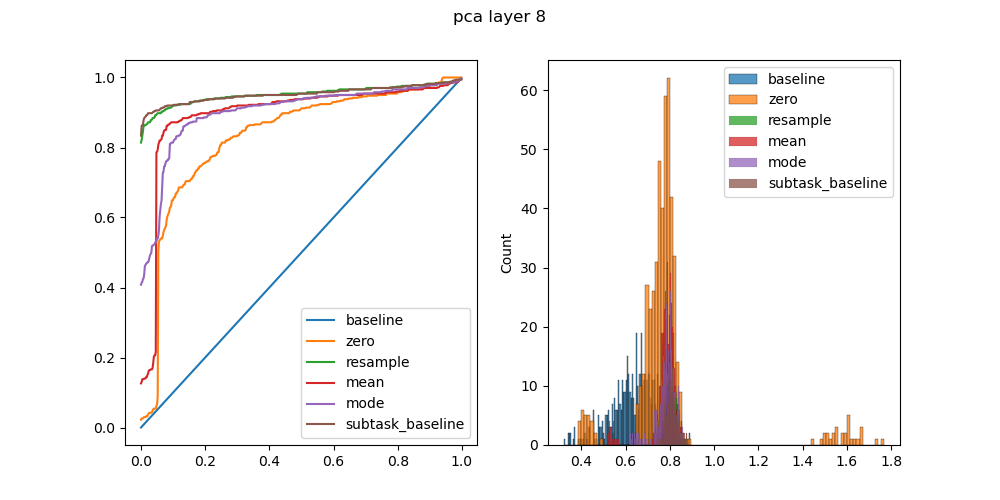 pca layer 8
1.0
0.8
0.6
0.4
0.2
0.0
0.0
0.2
0.4
0.6
0.8
1.0
baseline
zero
resample
mean
mode
subtask_baseline
Count
60
50
40
30
20
10
0
0.4
0.6
0.8
1.0
1.2
1.4
1.6
1.8
baseline
zero
resample
mean
mode
subtask_baseline